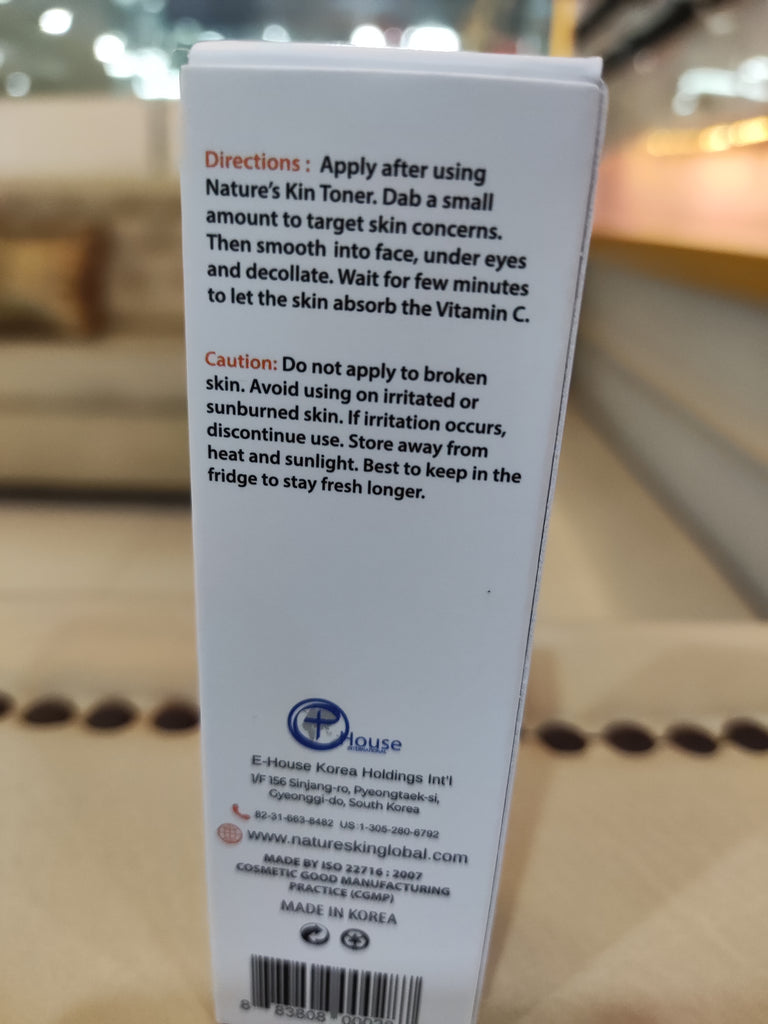 Directions : Apply after using
Nature's Kin Toner. Dab a small
amount to target skin concerns.
Then smooth into face, under eyes
and decollate. Wait for few minutes
to let the skin absorb the Vitamin C.
Caution: Do not apply to broken
skin. Avoid using on irritated or
sunburned skin. If irritation occurs,
discontinue use. Store away from
heat and sunlight. Best to keep in the
fridge to stay fresh longer.
House
E-House Korea Holdings Int'l
1/F 156 Sinjang-ro, Pyeongtaek-si,
Gyeonggi-do, South Korea
82-31-663-8482 US:1-305-280-6792
www.natureskinglobal.com
MADE BY ISO 22716 : 2007
COSMETIC GOOD MANUFACTURING
PRACTICE (CGMP)
MADE IN KOREA
8 83808